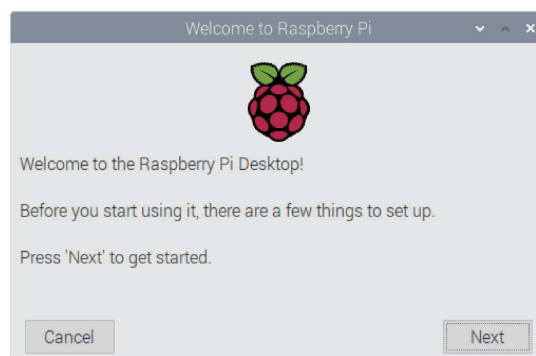 Welcome to Raspberry Pi
Welcome to the Raspberry Pi Desktop!
Before you start using it, there are a few things to set up.
Press 'Next' to get started.
Cancel
Next